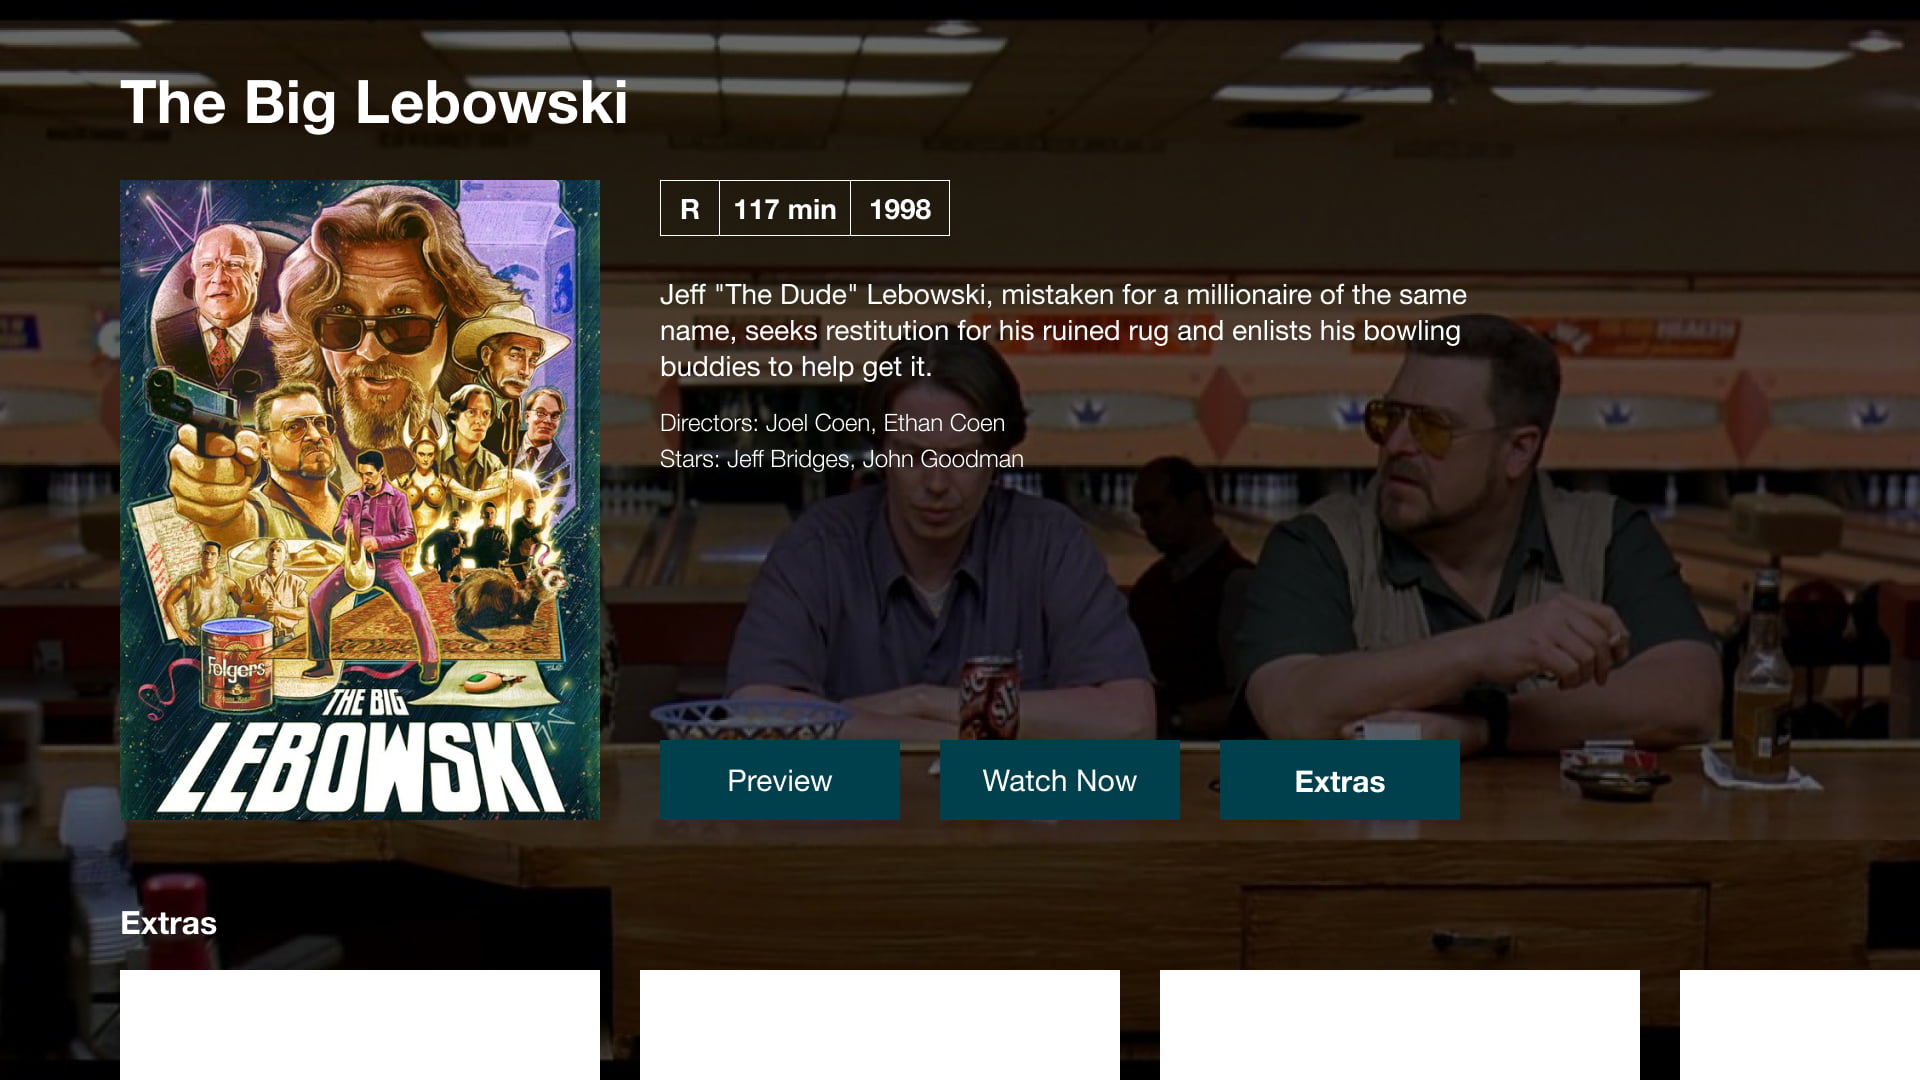 The Big Lebowski
R 117 min 1998
Jeff "The Dude" Lebowski, mistaken for a millionaire of the same
name, seeks restitution for his ruined rug and enlists his bowling
buddies to help get it.
Directors: Joel Coen, Ethan Coen
Stars: Jeff Bridges, John Goodman
Folgers
THE BIG
LEBOWSKI
Preview
Watch Now
Extras
Extras